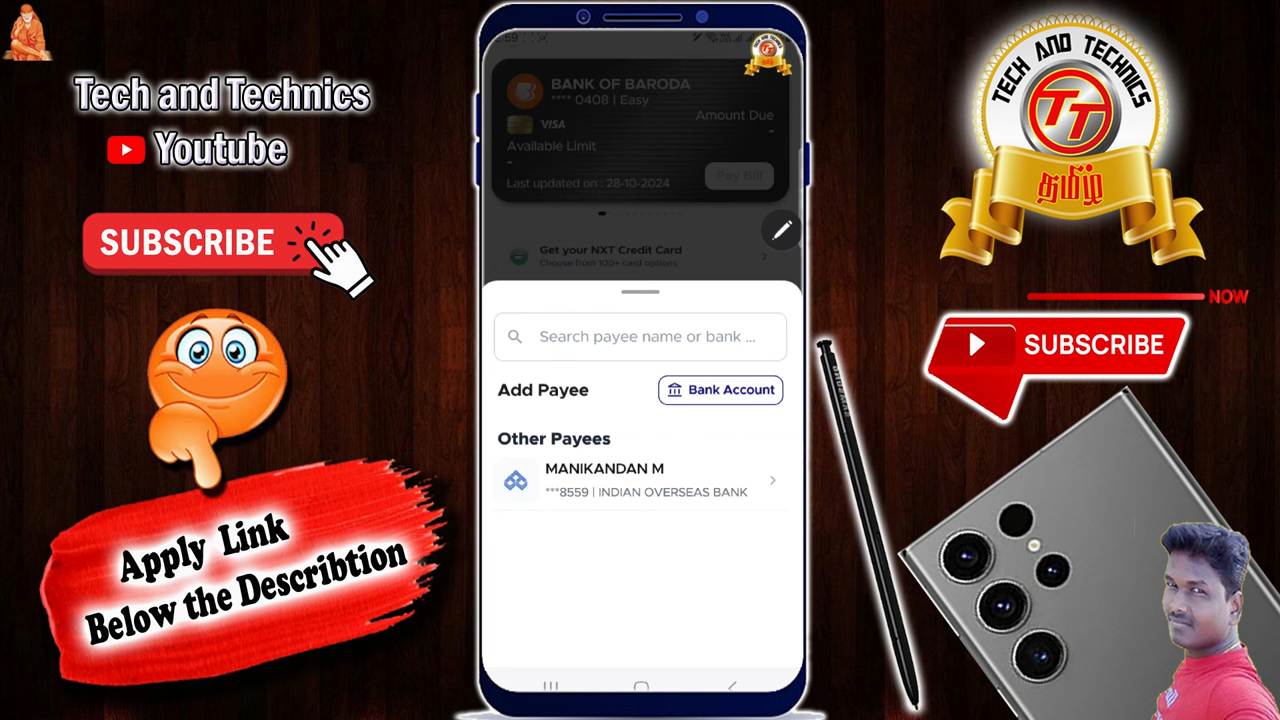 Tech and Technics
Youtube
SUBSCRIBE
Apply Link
Below the Describtion
BANK OF BARODA
**** 0408 | Easy
VISA
Amount Due
-
Available Limit
-
Last updated on : 28-10-2024
Pay Bill
Get your NXT Credit Card
Choose from 100+ card options
Search payee name or bank ...
Add Payee
Bank Account
Other Payees
MANIKANDAN M
***8559 | INDIAN OVERSEAS BANK
TECH AND TECHNICS
TT
தமிழ்
NOW
SUBSCRIBE